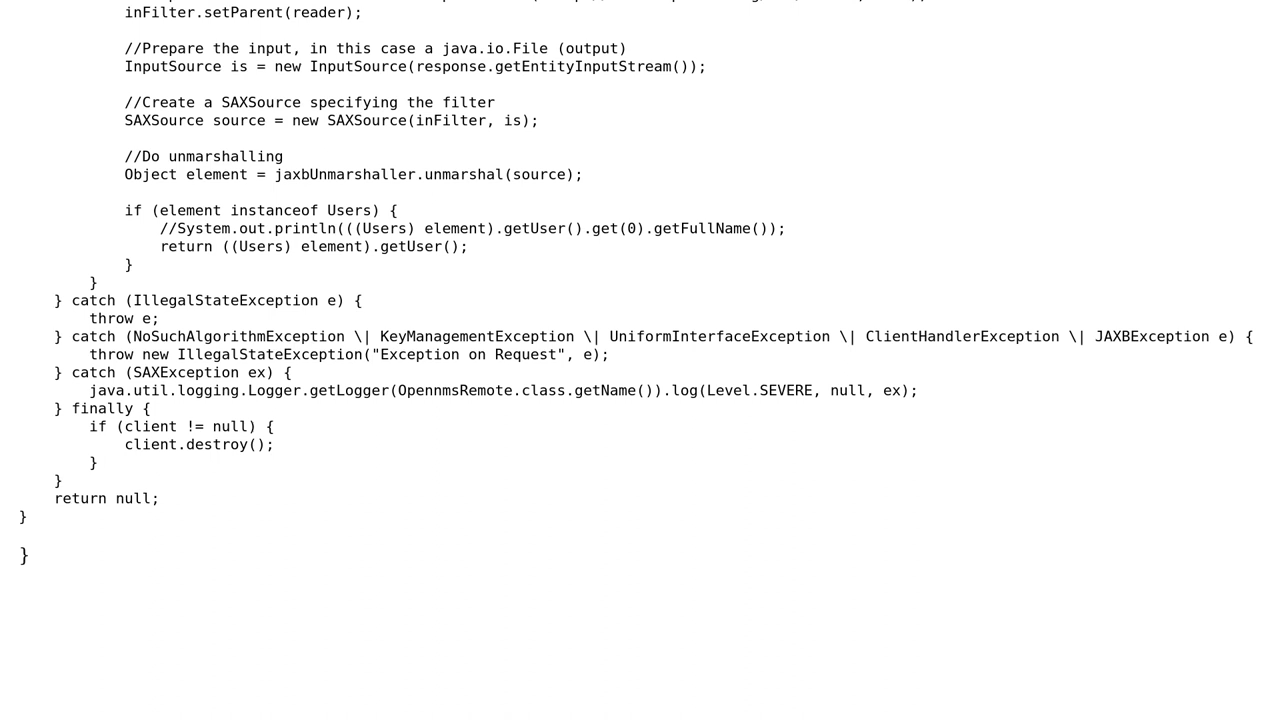 inFilter.setParent(reader);
//Prepare the input, in this case a java.io.File (output)
InputSource is = new InputSource(response.getEntityInputStream());
//Create a SAXSource specifying the filter
SAXSource source = new SAXSource(inFilter, is);
//Do unmarshalling
Object element = jaxbUnmarshaller.unmarshal(source);
if (element instanceof Users) {
//System.out.println(((Users) element).getUser().get(0).getFullName());
return ((Users) element).getUser();
}
}
} catch (IllegalStateException e) {
throw e;
} catch (NoSuchAlgorithmException \| KeyManagementException \| UniformInterfaceException \| ClientHandlerException \| JAXBException e) {
throw new IllegalStateException("Exception on Request", e);
} catch (SAXException ex) {
java.util.logging.Logger.getLogger(OpennmsRemote.class.getName()).log(Level.SEVERE, null, ex);
} finally {
if (client != null) {
client.destroy();
}
}
return null;
}
}